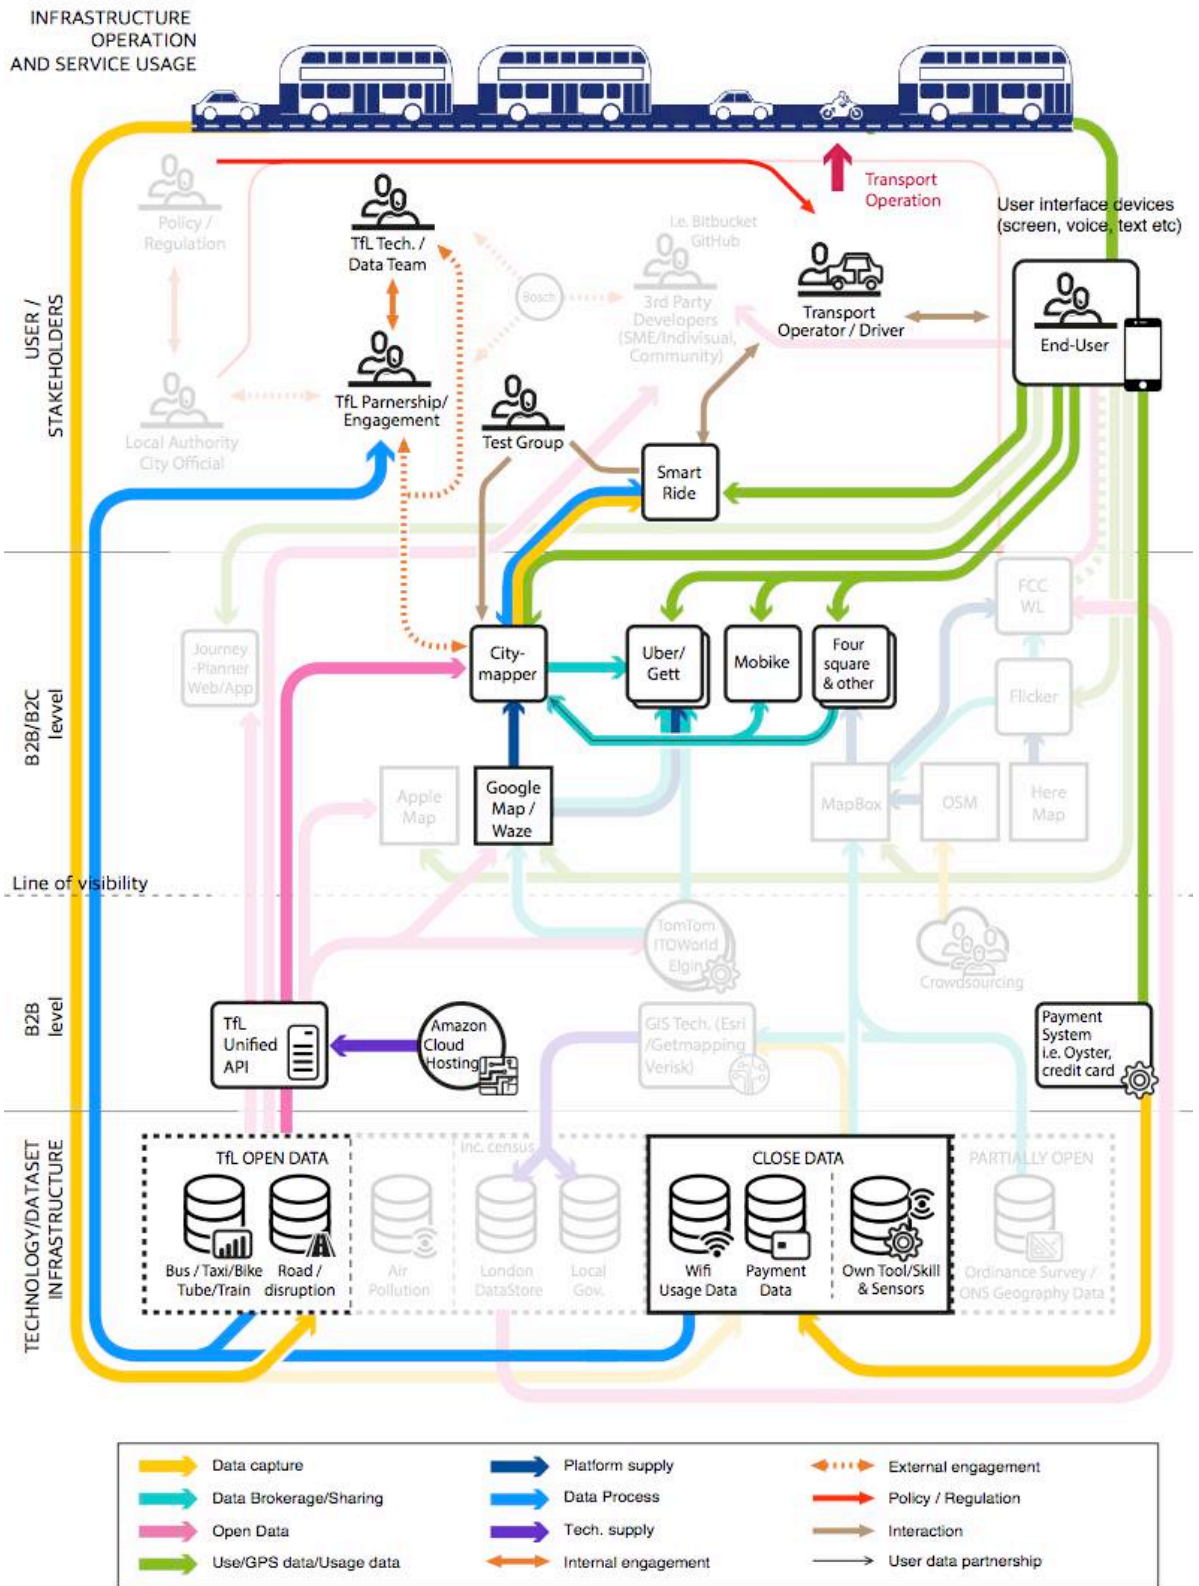 INFRASTRUCTURE
OPERATION
AND SERVICE USAGE
Transport
Operation
User interface devices
(screen, voice, text etc)
USER /
STAKEHOLDERS
Policy /
Regulation
TfL Tech. /
Data Team
i.e. Bitbucket
GitHub
Bosch
3rd Party
Developers
(SME/Indivisual,
Community)
Transport
Operator / Driver
End-User
Local Authority
City Official
TfL Parnership/
Engagement
Test Group
Smart
Ride
B2B/B2C
levvel
Journey
-Planner
Web/App
City-
mapper
Uber/
Gett
Mobike
Four
square
& other
FCC
WL
Flicker
Apple
Map
Google
Map /
Waze
MapBox
OSM
Here
Map
Line of visibility
B2B
level
TomTom
ITOWorld
Elgin
Crowdsourcing
TfL
Unified
API
Amazon
Cloud
Hosting
GIS Tech. (Esri
/Getmapping
Verisk)
Payment
System
i.e. Oyster,
credit card
TECHNOLOGY/DATASET
INFRASTRUCTURE
TfL OPEN DATA
Bus / Taxi/Bike
Tube/Train
Road /
disruption
Air
Pollution
inc. census
London
DataStore
Local
Gov.
CLOSE DATA
Wifi
Usage Data
Payment
Data
Own Tool/Skill
& Sensors
PARTIALLY OPEN
Ordinance Survey /
ONS Geography Data
Data capture
Data Brokerage/Sharing
Open Data
Use/GPS data/Usage data
Platform supply
Data Process
Tech. supply
Internal engagement
External engagement
Policy / Regulation
Interaction
User data partnership